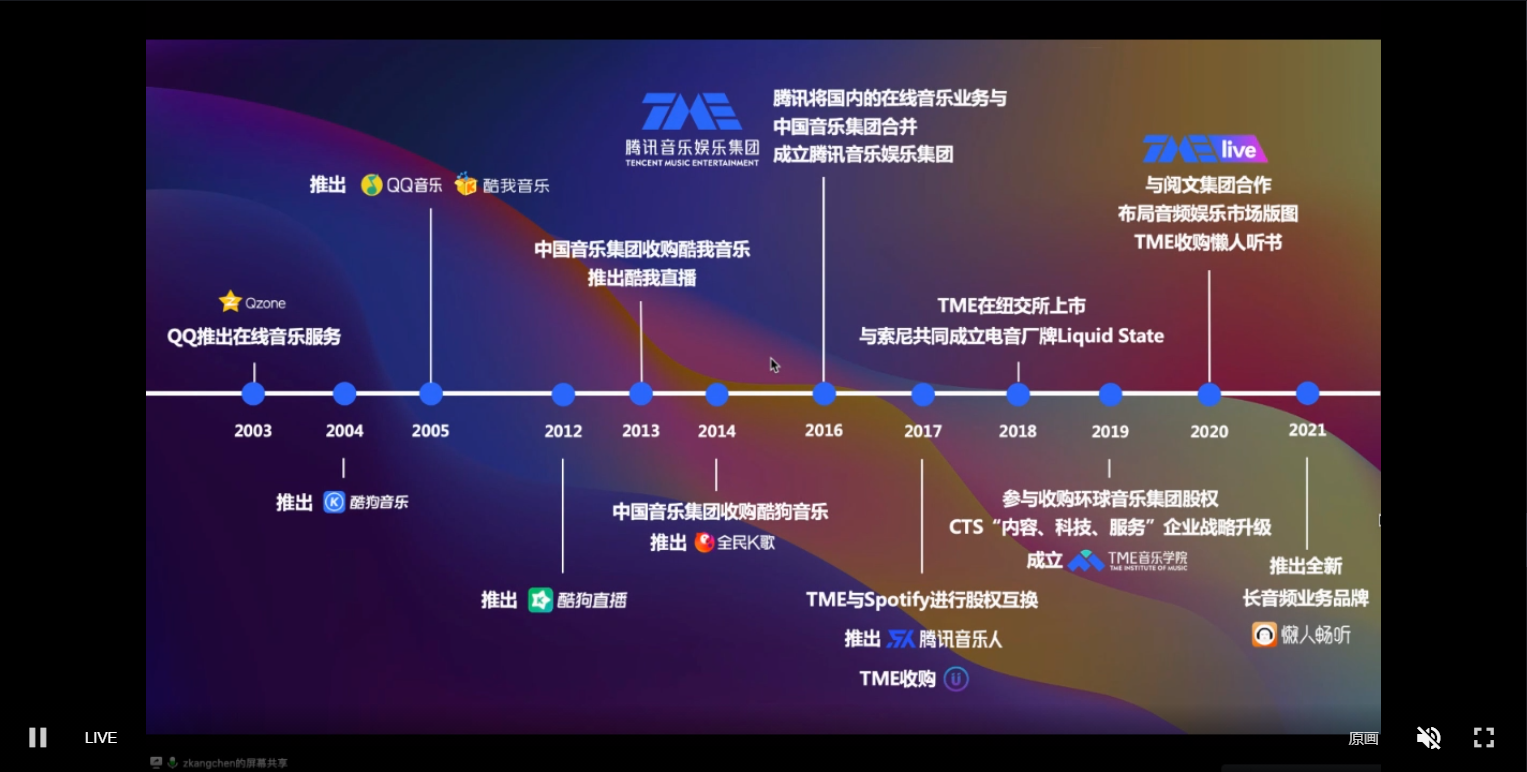 TME
腾讯音乐娱乐集团
TENCENT MUSIC ENTERTAINMENT
腾讯将国内的在线音乐业务与
中国音乐集团合并
成立腾讯音乐娱乐集团
TME live
与阅文集团合作
布局音频娱乐市场版图
TME收购懒人听书
推出 QQ音乐 酷我音乐
中国音乐集团收购酷我音乐
推出酷我直播
Qzone
QQ推出在线音乐服务
TME在纽交所上市
与索尼共同成立电音厂牌Liquid State
2003 2004 2005 2012 2013 2014 2016 2017 2018 2019 2020 2021
推出 K 酷狗音乐
中国音乐集团收购酷狗音乐
推出 全民K歌
推出 酷狗直播
TME与Spotify进行股权互换
推出 腾讯音乐人
TME收购 Ü
参与收购环球音乐集团股权
CTS“内容、科技、服务”企业战略升级
成立 TME音乐学院
THE INSTITUTE OF MUSIC
推出全新
长音频业务品牌
懒人畅听
LIVE
原画
zkangchen的屏幕共享